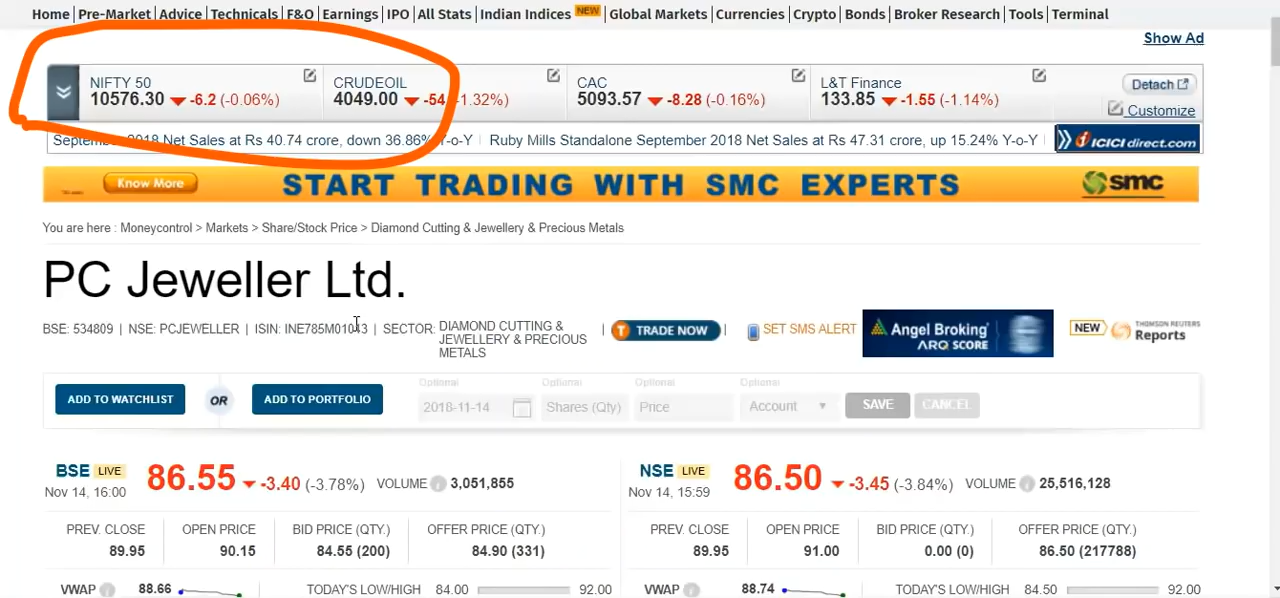 Home | Pre-Market | Advice | Technicals | F&O | Earnings | IPO | All Stats | Indian Indices NEW | Global Markets | Currencies | Crypto | Bonds | Broker Research | Tools | Terminal
Show Ad
NIFTY 50 CRUDEOIL CAC L&T Finance
10576.30 -6.2 (-0.06%) 4049.00 -54 -1.32%) 5093.57 -8.28 (-0.16%) 133.85 -1.55 (-1.14%) Detach
Customize
September 2018 Net Sales at Rs 40.74 crore, down 36.86% Y-o-Y | Ruby Mills Standalone September 2018 Net Sales at Rs 47.31 crore, up 15.24% Y-o-Y | ICICI direct.com
Know More START TRADING WITH SMC EXPERTS smc
You are here : Moneycontrol > Markets > Share/Stock Price > Diamond Cutting & Jewellery & Precious Metals
PC Jeweller Ltd.
BSE: 534809 | NSE: PCJEWELLER | ISIN: INE785M01013 | SECTOR: DIAMOND CUTTING &
JEWELLERY & PRECIOUS
METALS
| T TRADE NOW | SET SMS ALERT
Angel Broking
ARQ SCORE
NEW THOMSON REUTERS
Reports
Optional Optional Optional Optional
ADD TO WATCHLIST OR ADD TO PORTFOLIO 2018-11-14 Shares (Qty) Price Account SAVE CANCEL
BSE LIVE 86.55 -3.40 (-3.78%) VOLUME 3,051,855
Nov 14, 16:00
NSE LIVE 86.50 -3.45 (-3.84%) VOLUME 25,516,128
Nov 14, 15:59
PREV. CLOSE OPEN PRICE BID PRICE (QTY.) OFFER PRICE (QTY.)
89.95 90.15 84.55 (200) 84.90 (331)
PREV. CLOSE OPEN PRICE BID PRICE (QTY.) OFFER PRICE (QTY.)
89.95 91.00 0.00 (0) 86.50 (217788)
VWAP 88.66 TODAY'S LOW/HIGH 84.00 92.00
VWAP 88.74 TODAY'S LOW/HIGH 84.50 92.00